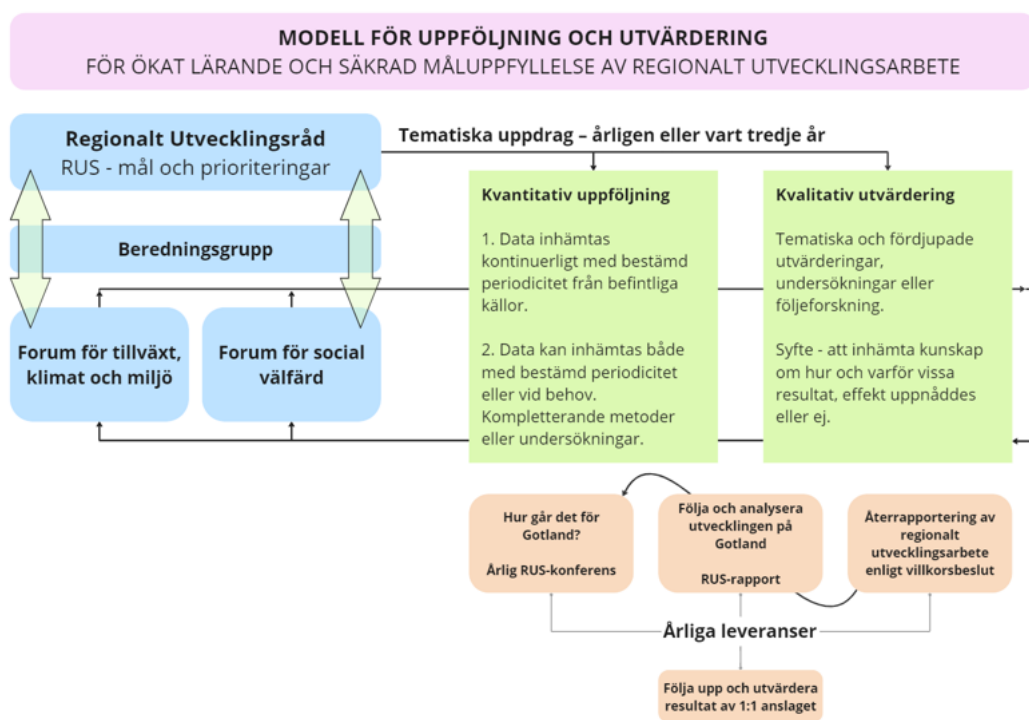 MODELL FÖR UPPFÖLJNING OCH UTVÄRDERING
FÖR ÖKAT LÄRANDE OCH SÄKRAD MÅLUPPFYLLELSE AV REGIONALT UTVECKLINGSARBETE
Regionalt Utvecklingsråd
RUS - mål och prioriteringar
Beredningsgrupp
Forum för tillväxt,
klimat och miljö
Forum för social
välfärd
Tematiska uppdrag – årligen eller vart tredje år
Kvantitativ uppföljning
1. Data inhämtas
kontinuerligt med bestämd
periodicitet från befintliga
källor.
2. Data kan inhämtas både
med bestämd periodicitet
eller vid behov.
Kompletterande metoder
eller undersökningar.
Kvalitativ utvärdering
Tematiska och fördjupade
utvärderingar,
undersökningar eller
följeforskning.
Syfte - att inhämta kunskap
om hur och varför vissa
resultat, effekt uppnåddes
eller ej.
Hur går det för
Gotland?
Årlig RUS-konferens
Följa och analysera
utvecklingen på
Gotland
RUS-rapport
Återrapportering av
regionalt
utvecklingsarbete
enligt villkorsbeslut
Årliga leveranser
Följa upp och utvärdera
resultat av 1:1 anslaget